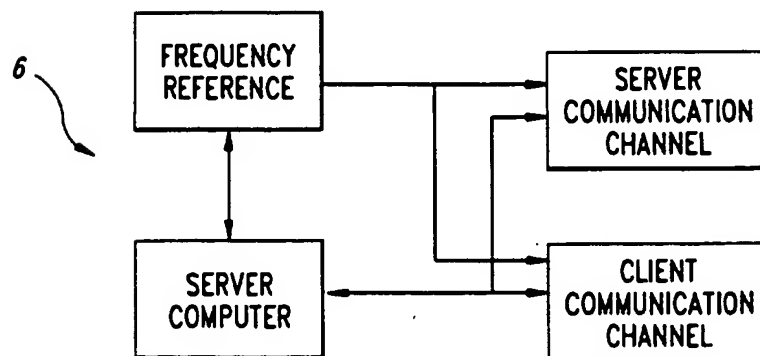 6
FREQUENCY
REFERENCE
SERVER
COMMUNICATION
CHANNEL
SERVER
COMPUTER
CLIENT
COMMUNICATION
CHANNEL